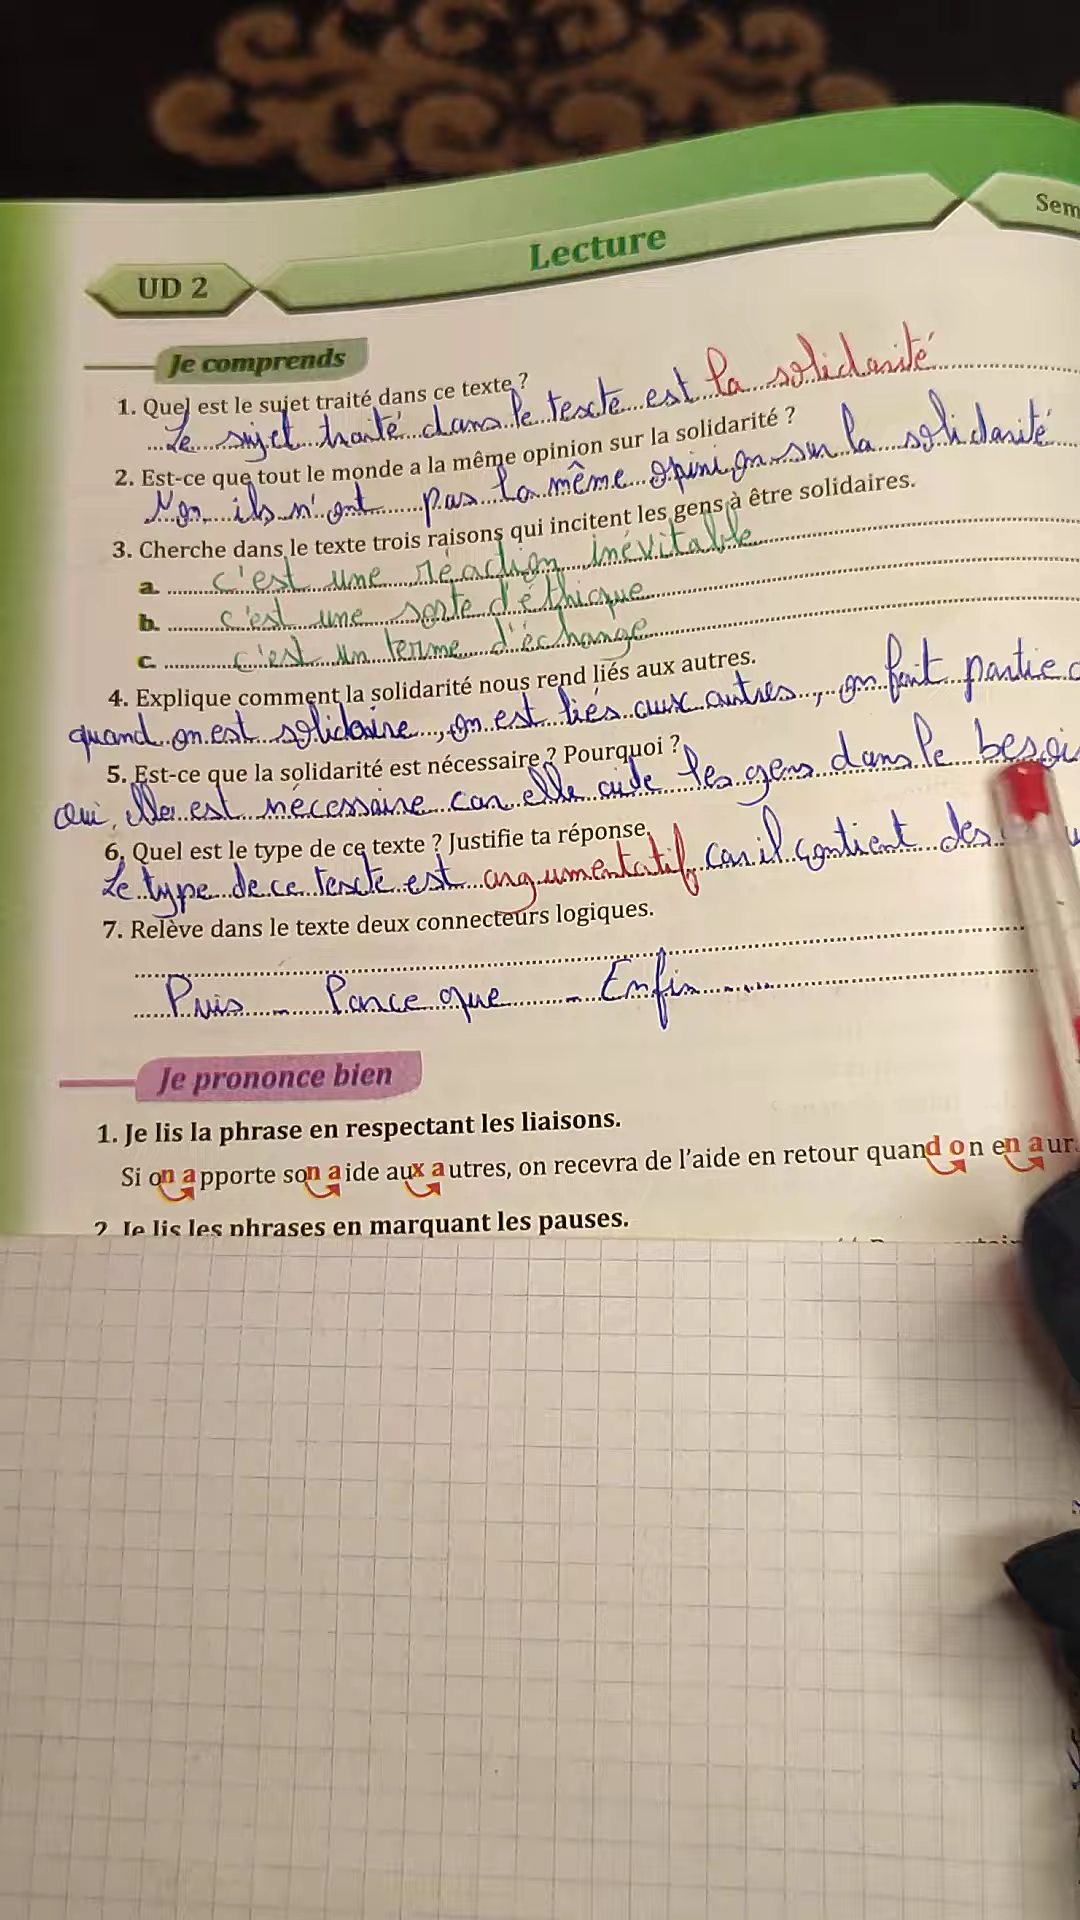 Sem
Lecture
UD 2
Je comprends
1. Quel est le sujet traité dans ce texte ?
Le sujet traité dans le texte est la solidarité
2. Est-ce que tout le monde a la même opinion sur la solidarité ?
Non ils n'ont pas la même opinion sur la solidarité
3. Cherche dans le texte trois raisons qui incitent les gens à être solidaires.
a. c'est une réaction inévitable
b. c'est une sorte d'éthique
c. c'est un terme d'échange
4. Explique comment la solidarité nous rend liés aux autres.
quand on est solidaire, on est liés aux autres, on fait partie
5. Est-ce que la solidarité est nécessaire ? Pourquoi ?
oui, elle est nécessaire car elle aide les gens dans le besoi
6. Quel est le type de ce texte ? Justifie ta réponse.
Le type de ce texte est argumentatif car il contient des
7. Relève dans le texte deux connecteurs logiques.
Puis - Parce que - Enfin
Je prononce bien
1. Je lis la phrase en respectant les liaisons.
Si on apporte son aide aux autres, on recevra de l'aide en retour quand on en aur
2. Je lis les phrases en marquant les pauses.